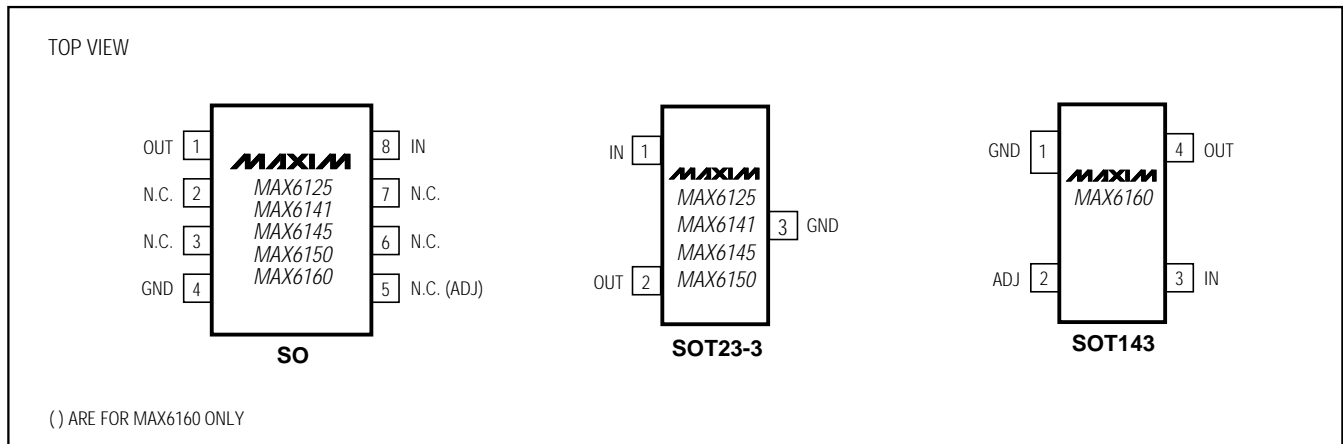 TOP VIEW
OUT 1
N.C. 2
N.C. 3
GND 4
MAXIM
MAX6125
MAX6141
MAX6145
MAX6150
MAX6160
8 IN
7 N.C.
6 N.C.
5 N.C. (ADJ)
SO
IN 1
OUT 2
MAXIM
MAX6125
MAX6141
MAX6145
MAX6150
3 GND
SOT23-3
GND 1
ADJ 2
MAXIM
MAX6160
4 OUT
3 IN
SOT143
( ) ARE FOR MAX6160 ONLY